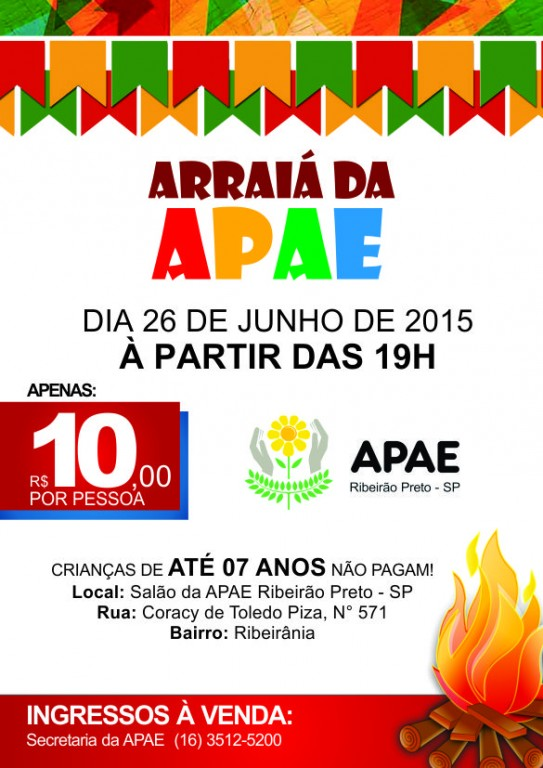 ARRAIÁ DA
APAE
DIA 26 DE JUNHO DE 2015
À PARTIR DAS 19H
APENAS:
R$ 10,00
POR PESSOA
APAE
Ribeirão Preto - SP
CRIANÇAS DE ATÉ 07 ANOS NÃO PAGAM!
Local: Salão da APAE Ribeirão Preto - SP
Rua: Coracy de Toledo Piza, N° 571
Bairro: Ribeirânia
INGRESSOS À VENDA:
Secretaria da APAE (16) 3512-5200